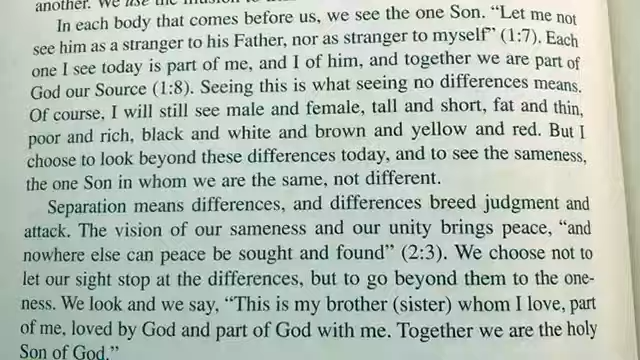 another. We use the illusion to
In each body that comes before us, we see the one Son. “Let me not
see him as a stranger to his Father, nor as stranger to myself” (1:7). Each
one I see today is part of me, and I of him, and together we are part of
God our Source (1:8). Seeing this is what seeing no differences means.
Of course, I will still see male and female, tall and short, fat and thin,
poor and rich, black and white and brown and yellow and red. But I
choose to look beyond these differences today, and to see the sameness,
the one Son in whom we are the same, not different.
Separation means differences, and differences breed judgment and
attack. The vision of our sameness and our unity brings peace, “and
nowhere else can peace be sought and found” (2:3). We choose not to
let our sight stop at the differences, but to go beyond them to the one-
ness. We look and we say, “This is my brother (sister) whom I love, part
of me, loved by God and part of God with me. Together we are the holy
Son of God.”